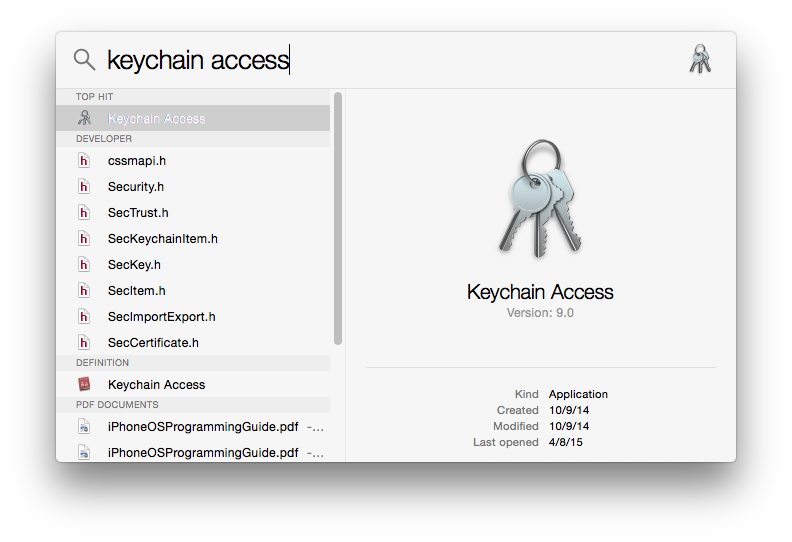 keychain access
TOP HIT
Keychain Access
DEVELOPER
cssmapi.h
Security.h
SecTrust.h
SecKeychainItem.h
SecKey.h
SecItem.h
SecImportExport.h
SecCertificate.h
DEFINITION
Keychain Access
PDF DOCUMENTS
iPhoneOSProgrammingGuide.pdf -...
iPhoneOSProgrammingGuide.pdf -...
Keychain Access
Version: 9.0
Kind Application
Created 10/9/14
Modified 10/9/14
Last opened 4/8/15